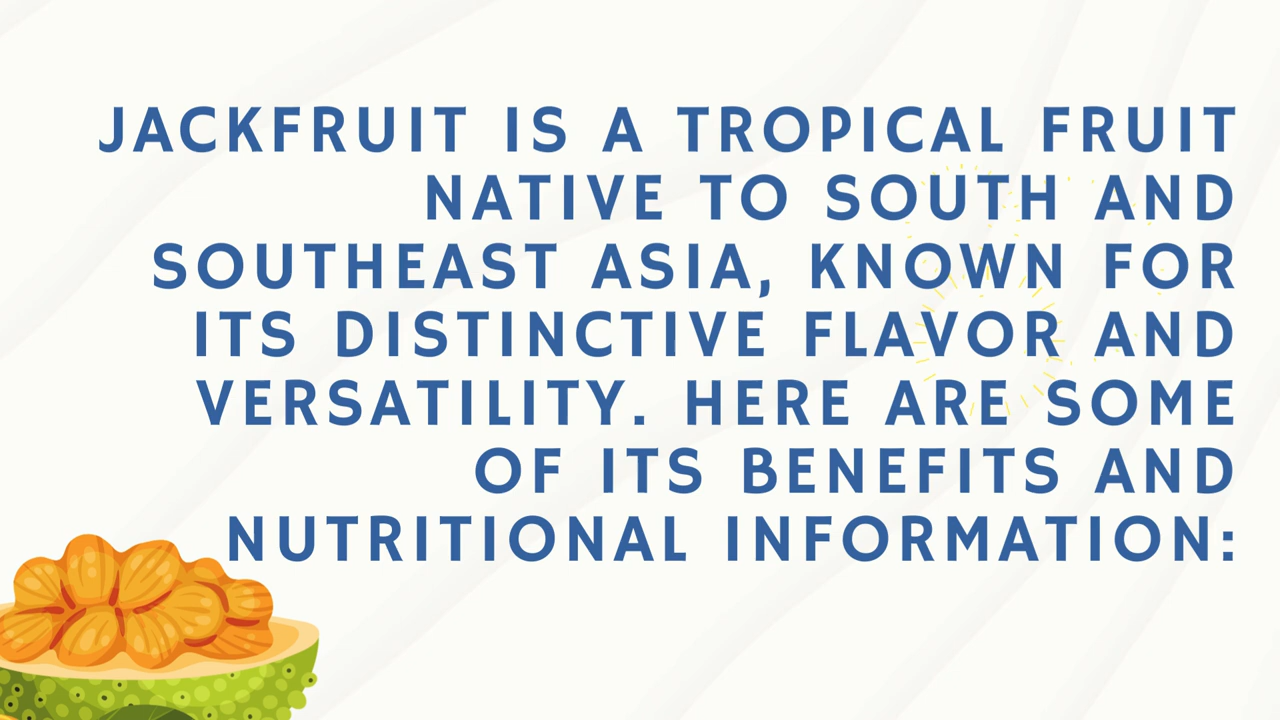 JACKFRUIT IS A TROPICAL FRUIT
NATIVE TO SOUTH AND
SOUTHEAST ASIA, KNOWN FOR
ITS DISTINCTIVE FLAVOR AND
VERSATILITY. HERE ARE SOME
OF ITS BENEFITS AND
NUTRITIONAL INFORMATION: